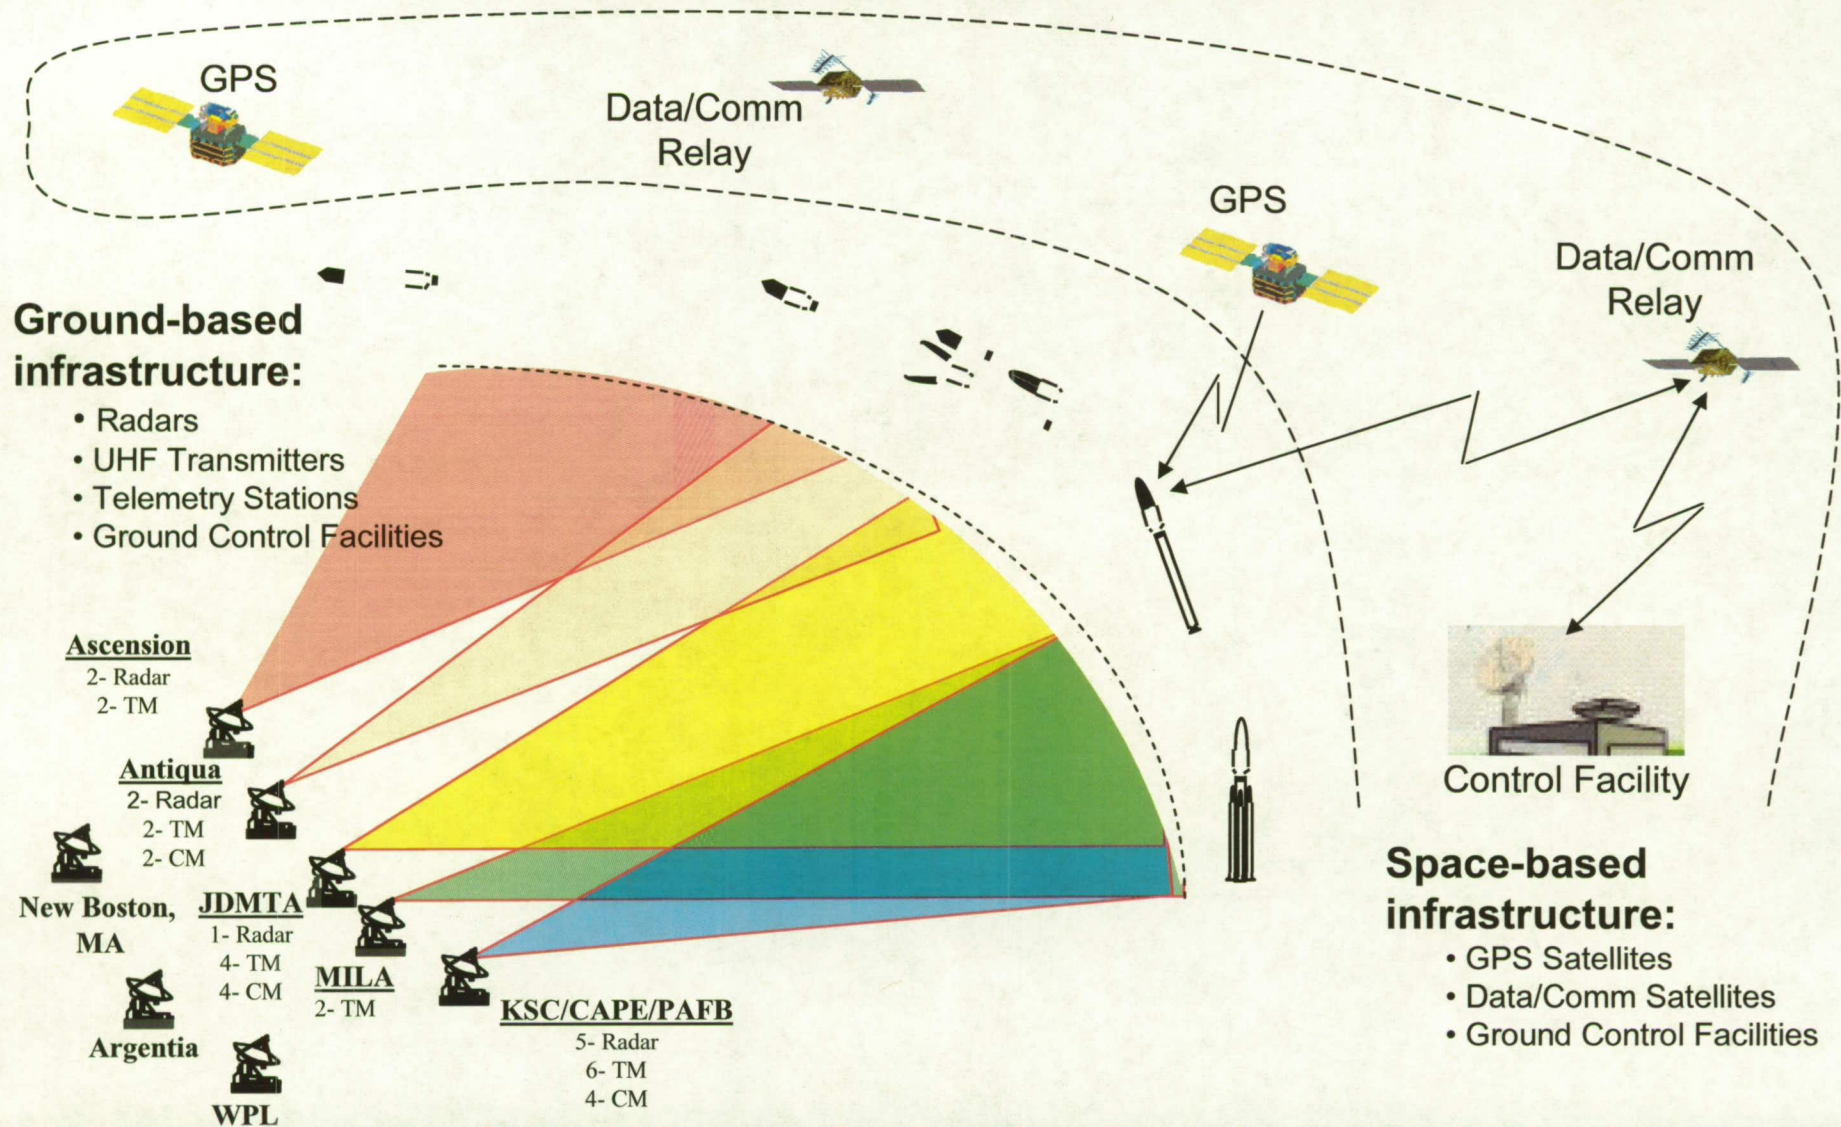 GPS
Data/Comm
Relay
GPS
Data/Comm
Relay
Ground-based
infrastructure:
• Radars
• UHF Transmitters
• Telemetry Stations
• Ground Control Facilities
Ascension
2- Radar
2- TM
Antiqua
2- Radar
2- TM
2- CM
New Boston,
MA
JDMTA
1- Radar
4- TM
4- CM
MILA
2- TM
KSC/CAPE/PAFB
5- Radar
6- TM
4- CM
Argentia
WPL
Control Facility
Space-based
infrastructure:
• GPS Satellites
• Data/Comm Satellites
• Ground Control Facilities